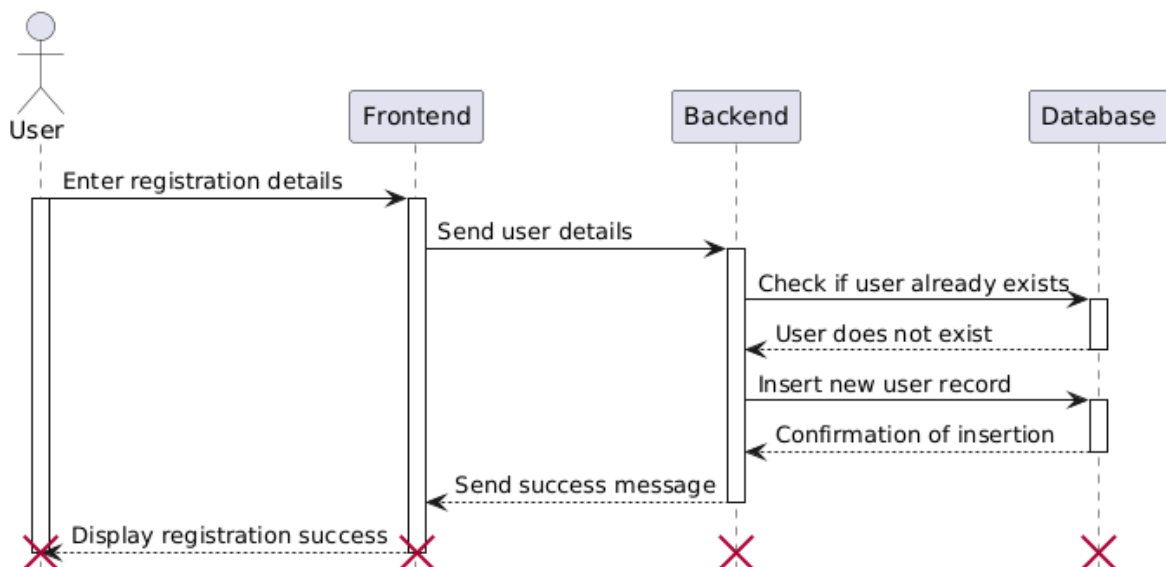 User
Frontend
Backend
Database
Enter registration details
Send user details
Check if user already exists
User does not exist
Insert new user record
Confirmation of insertion
Send success message
Display registration success